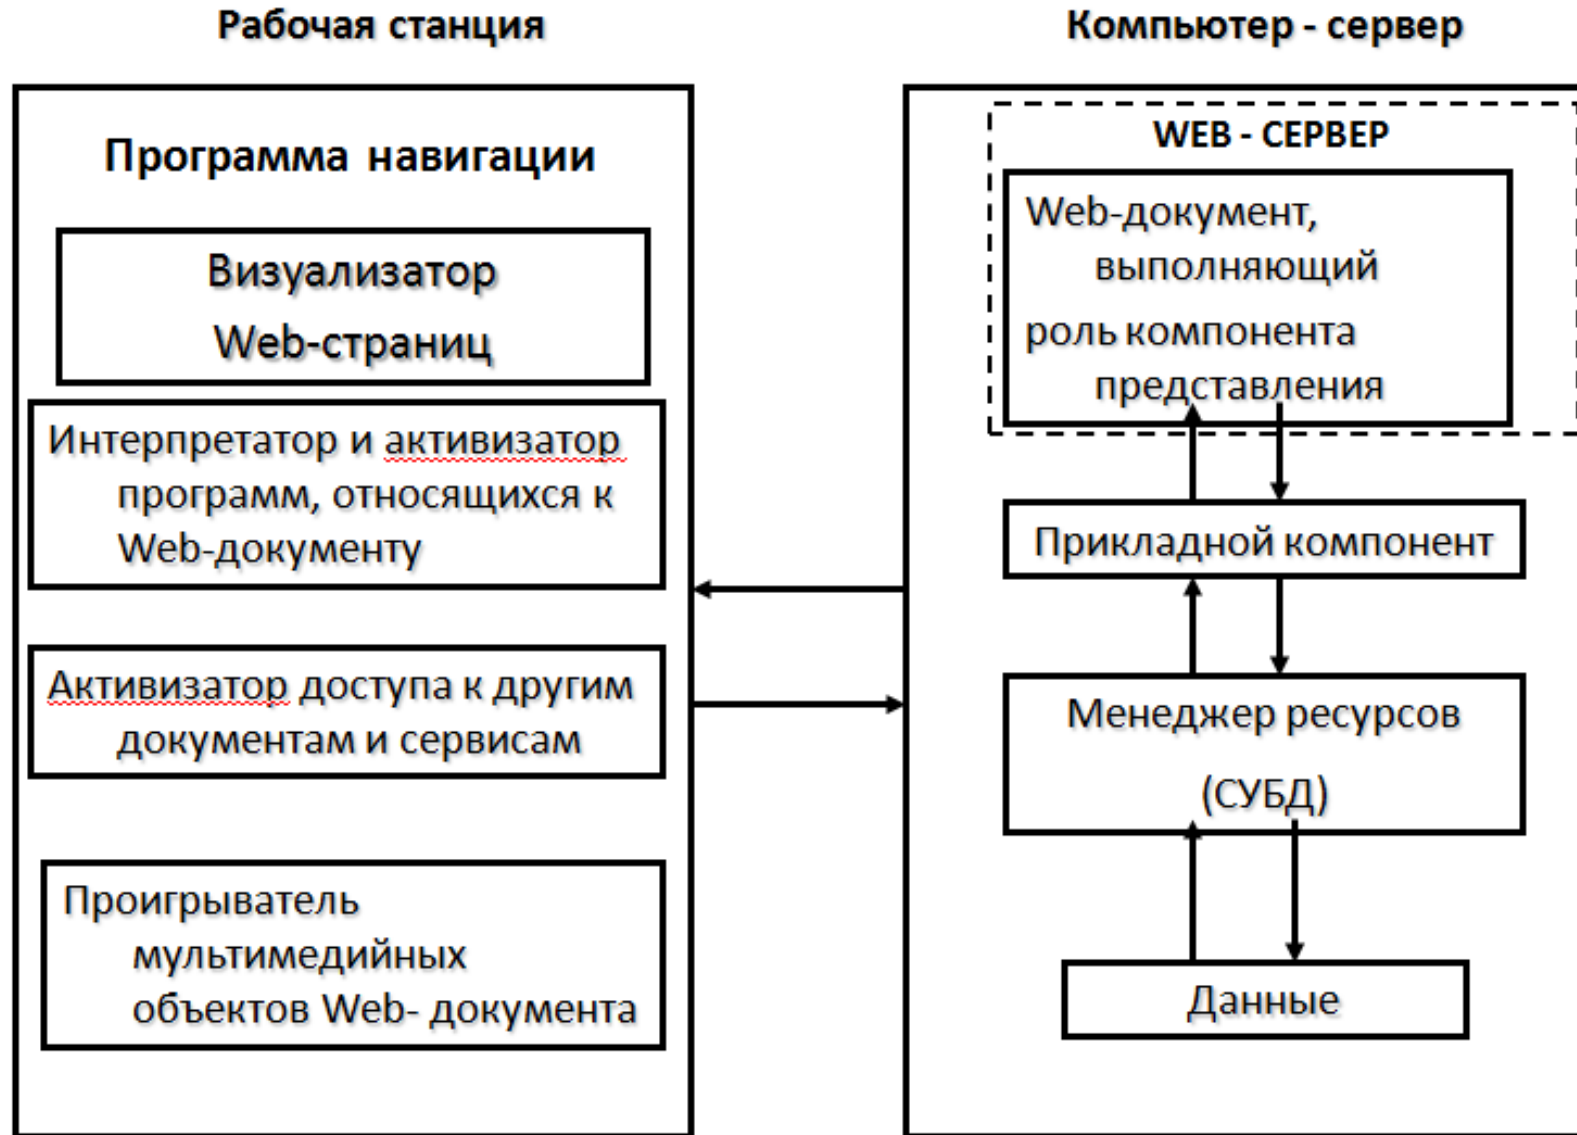 Рабочая станция
Программа навигации
Визуализатор
Web-страниц
Интерпретатор и активизатор
программ, относящихся к
Web-документу
Активизатор доступа к другим
документам и сервисам
Проигрыватель
мультимедийных
объектов Web- документа
Компьютер - сервер
WEB - СЕРВЕР
Web-документ,
выполняющий
роль компонента
представления
Прикладной компонент
Менеджер ресурсов
(СУБД)
Данные